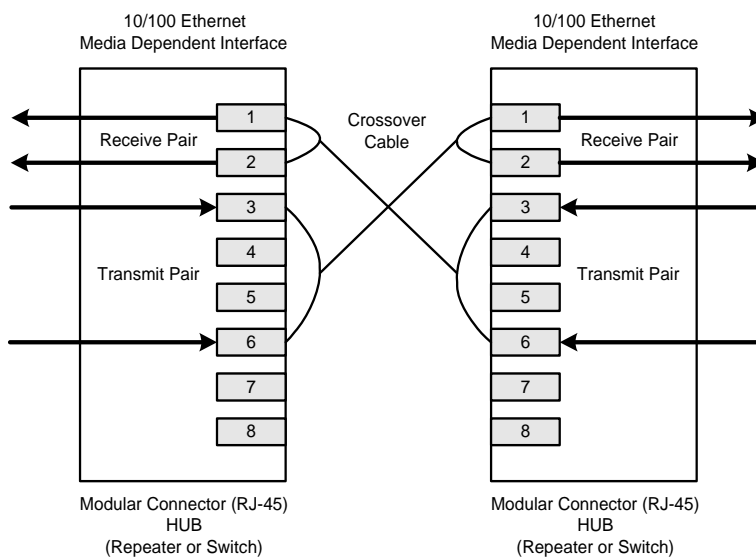 10/100 Ethernet
Media Dependent Interface
10/100 Ethernet
Media Dependent Interface
1
Receive Pair
2
3
4
Transmit Pair
5
6
7
8
Crossover
Cable
1
Receive Pair
2
3
4
Transmit Pair
5
6
7
8
Modular Connector (RJ-45)
HUB
(Repeater or Switch)
Modular Connector (RJ-45)
HUB
(Repeater or Switch)